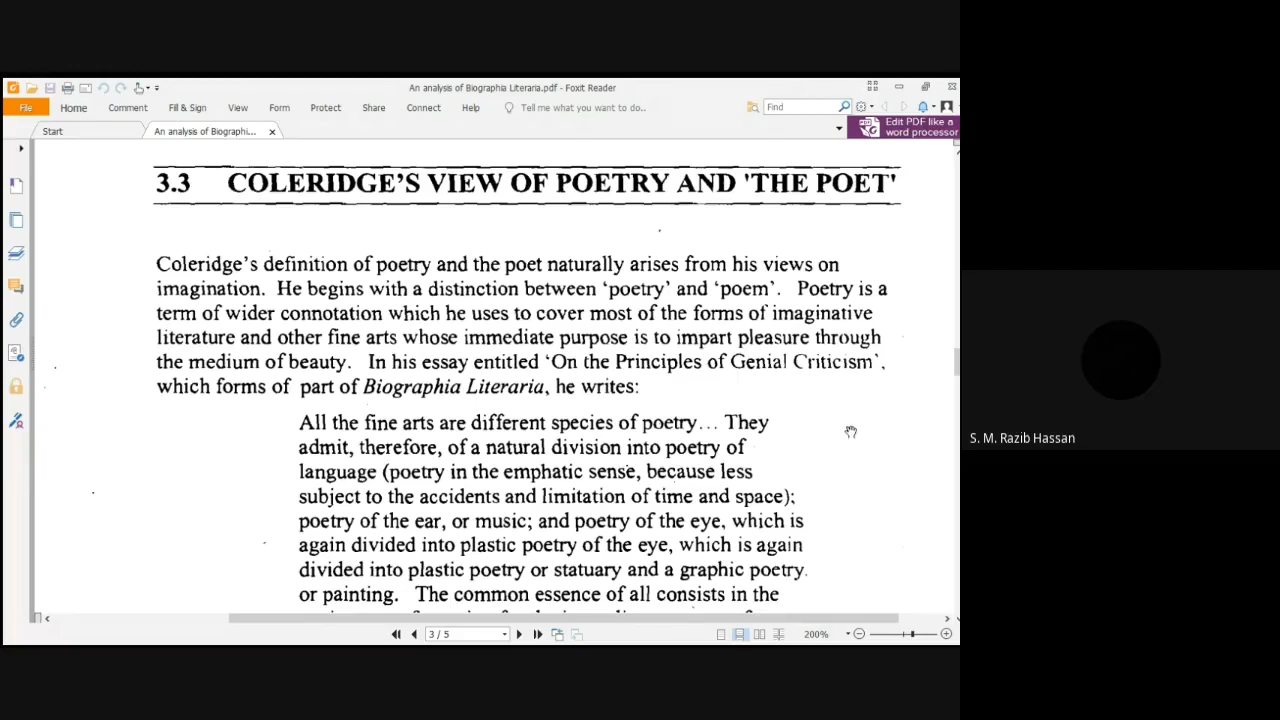 An analysis of Biographia Literaria.pdf - Foxit Reader
File Home Comment Fill & Sign View Form Protect Share Connect Help Tell me what you want to do.. Find
Start An analysis of Biographi... Edit PDF like a
word processor
3.3 COLERIDGE'S VIEW OF POETRY AND 'THE POET'
Coleridge's definition of poetry and the poet naturally arises from his views on
imagination. He begins with a distinction between 'poetry' and 'poem'. Poetry is a
term of wider connotation which he uses to cover most of the forms of imaginative
literature and other fine arts whose immediate purpose is to impart pleasure through
the medium of beauty. In his essay entitled 'On the Principles of Genial Criticism',
which forms of part of Biographia Literaria, he writes:
All the fine arts are different species of poetry... They
admit, therefore, of a natural division into poetry of
language (poetry in the emphatic sense, because less
subject to the accidents and limitation of time and space);
poetry of the ear, or music; and poetry of the eye, which is
again divided into plastic poetry of the eye, which is again
divided into plastic poetry or statuary and a graphic poetry.
or painting. The common essence of all consists in the
3 / 5 200%
S. M. Razib Hassan